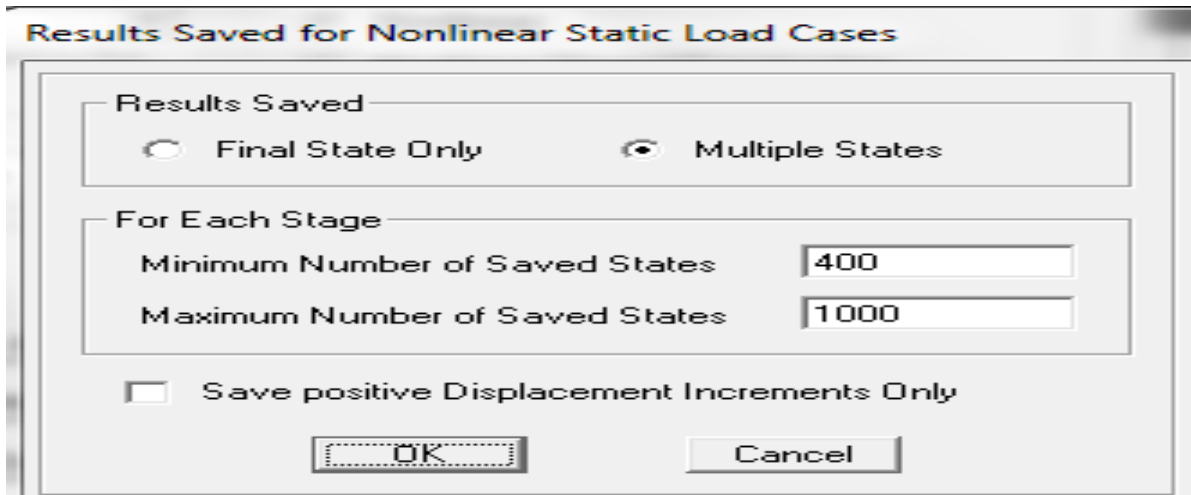 Results Saved for Nonlinear Static Load Cases
Results Saved
Final State Only
Multiple States
For Each Stage
Minimum Number of Saved States 400
Maximum Number of Saved States 1000
Save positive Displacement Increments Only
OK
Cancel